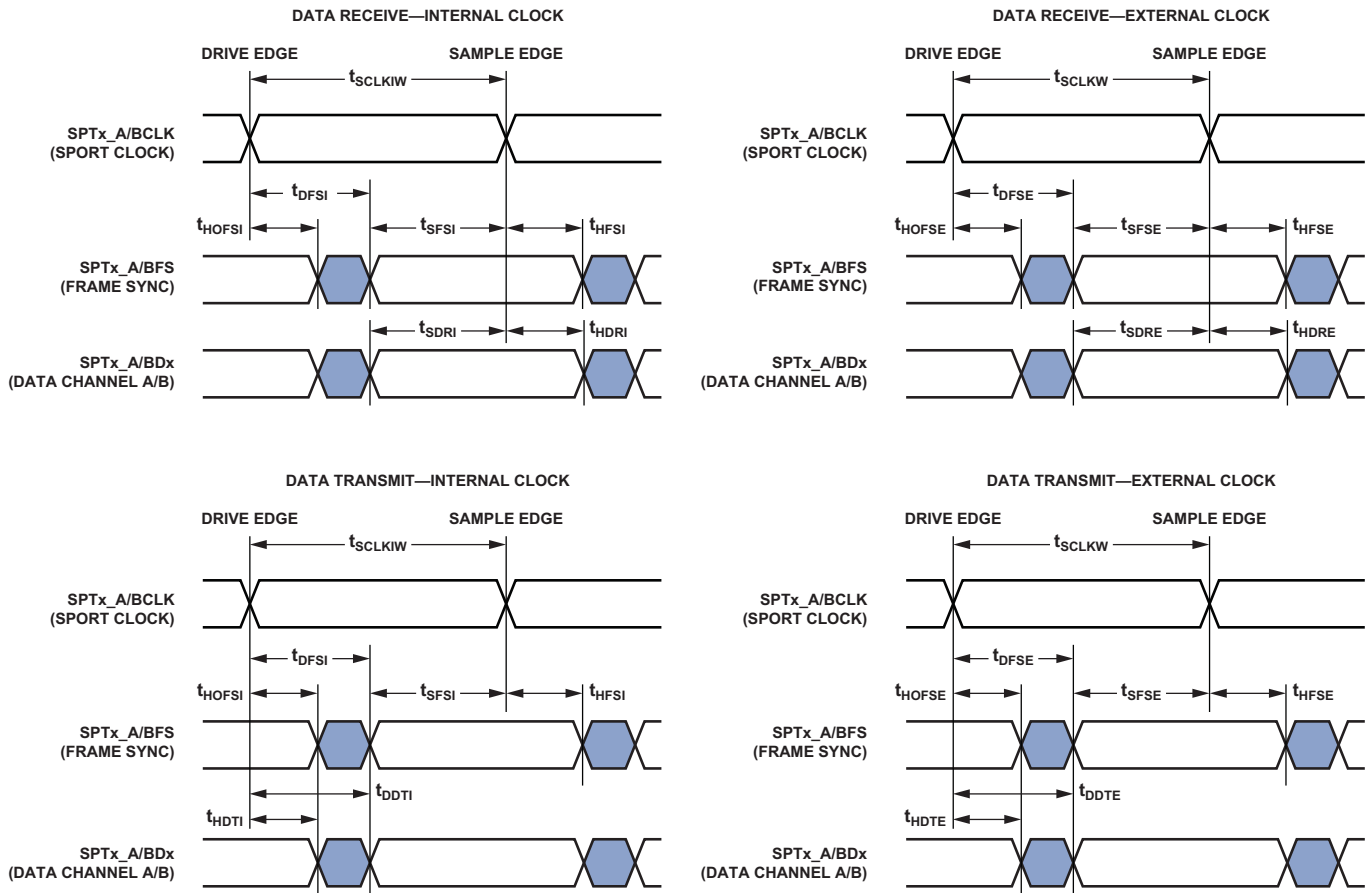 DATA RECEIVE—INTERNAL CLOCK
DRIVE EDGE
SAMPLE EDGE
tSCLKIW
SPTx_A/BCLK
(SPORT CLOCK)
tDFSI
tHOFSI
tSFSI
tHFSI
SPTx_A/BFS
(FRAME SYNC)
tSDRI
tHDRI
SPTx_A/BDx
(DATA CHANNEL A/B)
DATA RECEIVE—EXTERNAL CLOCK
DRIVE EDGE
SAMPLE EDGE
tSCLKW
SPTx_A/BCLK
(SPORT CLOCK)
tDFSE
tHOFSE
tSFSE
tHFSE
SPTx_A/BFS
(FRAME SYNC)
tSDRE
tHDRE
SPTx_A/BDx
(DATA CHANNEL A/B)
DATA TRANSMIT—INTERNAL CLOCK
DRIVE EDGE
SAMPLE EDGE
tSCLKIW
SPTx_A/BCLK
(SPORT CLOCK)
tDFSI
tHOFSI
tSFSI
tHFSI
SPTx_A/BFS
(FRAME SYNC)
tDDTI
tHDTI
SPTx_A/BDx
(DATA CHANNEL A/B)
DATA TRANSMIT—EXTERNAL CLOCK
DRIVE EDGE
SAMPLE EDGE
tSCLKW
SPTx_A/BCLK
(SPORT CLOCK)
tDFSE
tHOFSE
tSFSE
tHFSE
SPTx_A/BFS
(FRAME SYNC)
tDDTE
tHDTE
SPTx_A/BDx
(DATA CHANNEL A/B)